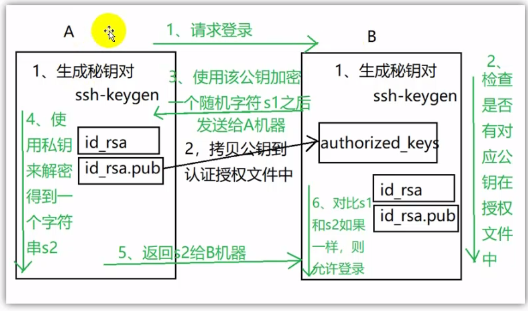 A
B
1、请求登录
1、生成秘钥对
ssh-keygen
1、生成秘钥对
ssh-keygen
2、
检查
是否
有对
应公
钥在
授权
文件
中
3、使用该公钥加密
一个随机字符s1之后
发送给A机器
4、使
用私钥
来解密
得到一
个字符
串s2
id_rsa
id_rsa.pub
2，拷贝公钥到
认证授权文件中
authorized_keys
id_rsa
id_rsa.pub
6、对比s1
和s2如果
一样，则
允许登录
5、返回s2给B机器